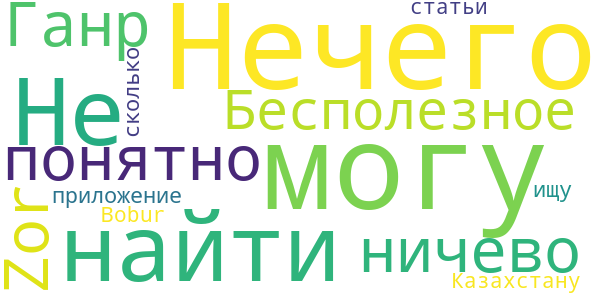 статьи
Ганр
Нечего
сколько
Не
Бесполезное
понятно
могу
Zor
приложение
ищу
Bobur
найти
ничево
Казахстану